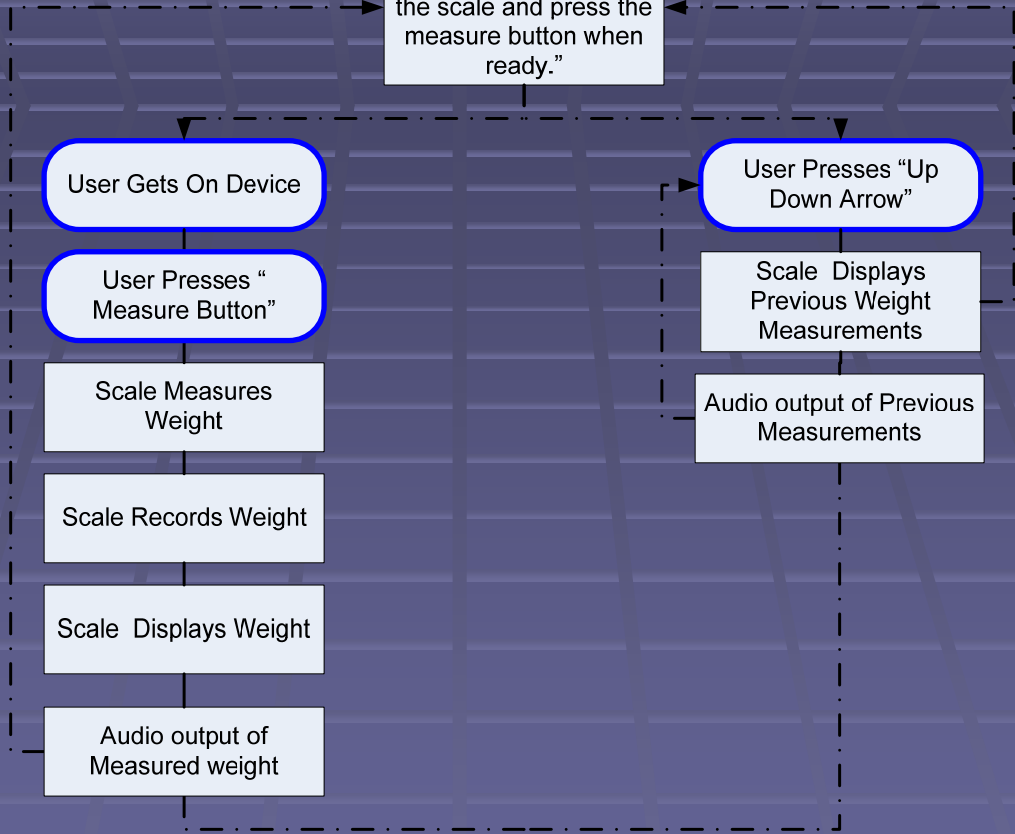 the scale and press the
measure button when
ready.”
User Gets On Device
User Presses “
Measure Button”
Scale Measures
Weight
Scale Records Weight
Scale  Displays Weight
Audio output of
Measured weight
User Presses “Up
Down Arrow”
Scale  Displays
Previous Weight
Measurements
Audio output of Previous
Measurements